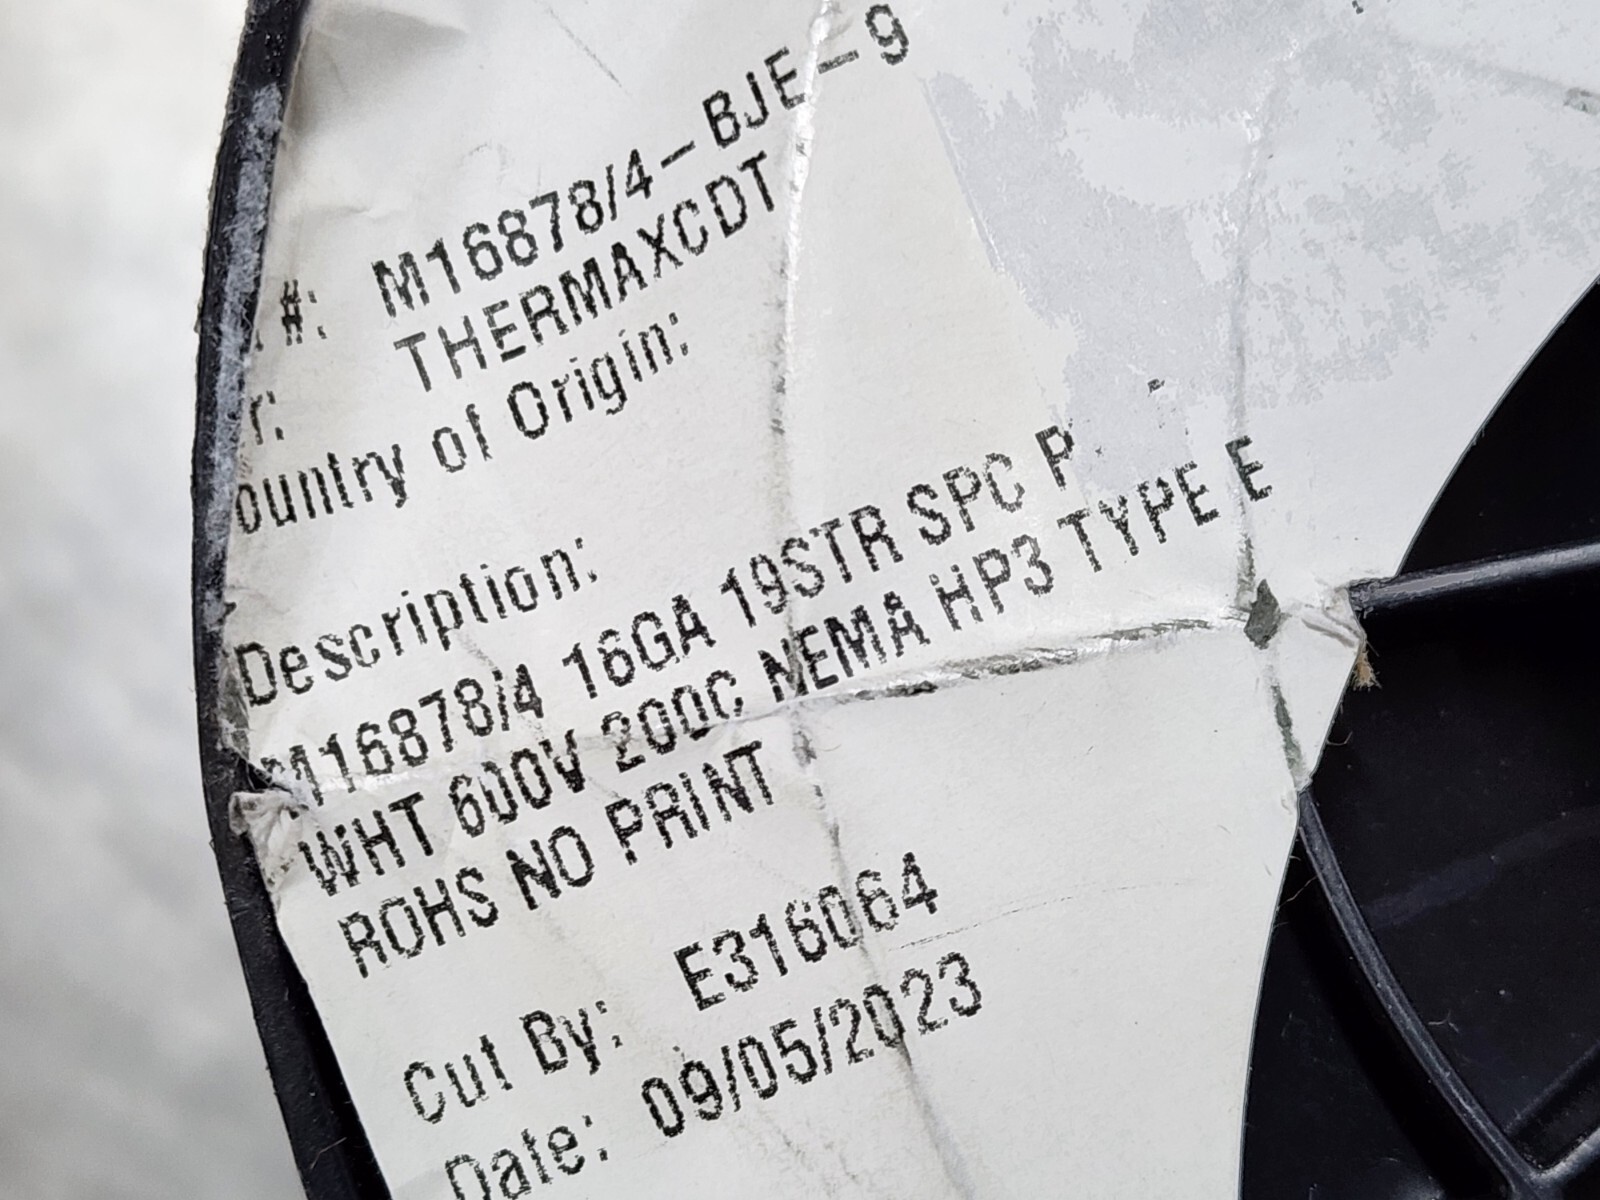 #: M16878/4-BJE-9
r: THERMAXCDT
ountry of Origin:
Description:
M16878/4 16GA 19STR SPC P
WHT 600V 200C NEMA HP3 TYPE E
ROHS NO PRINT
Cut By: E316064
Date: 09/05/2023